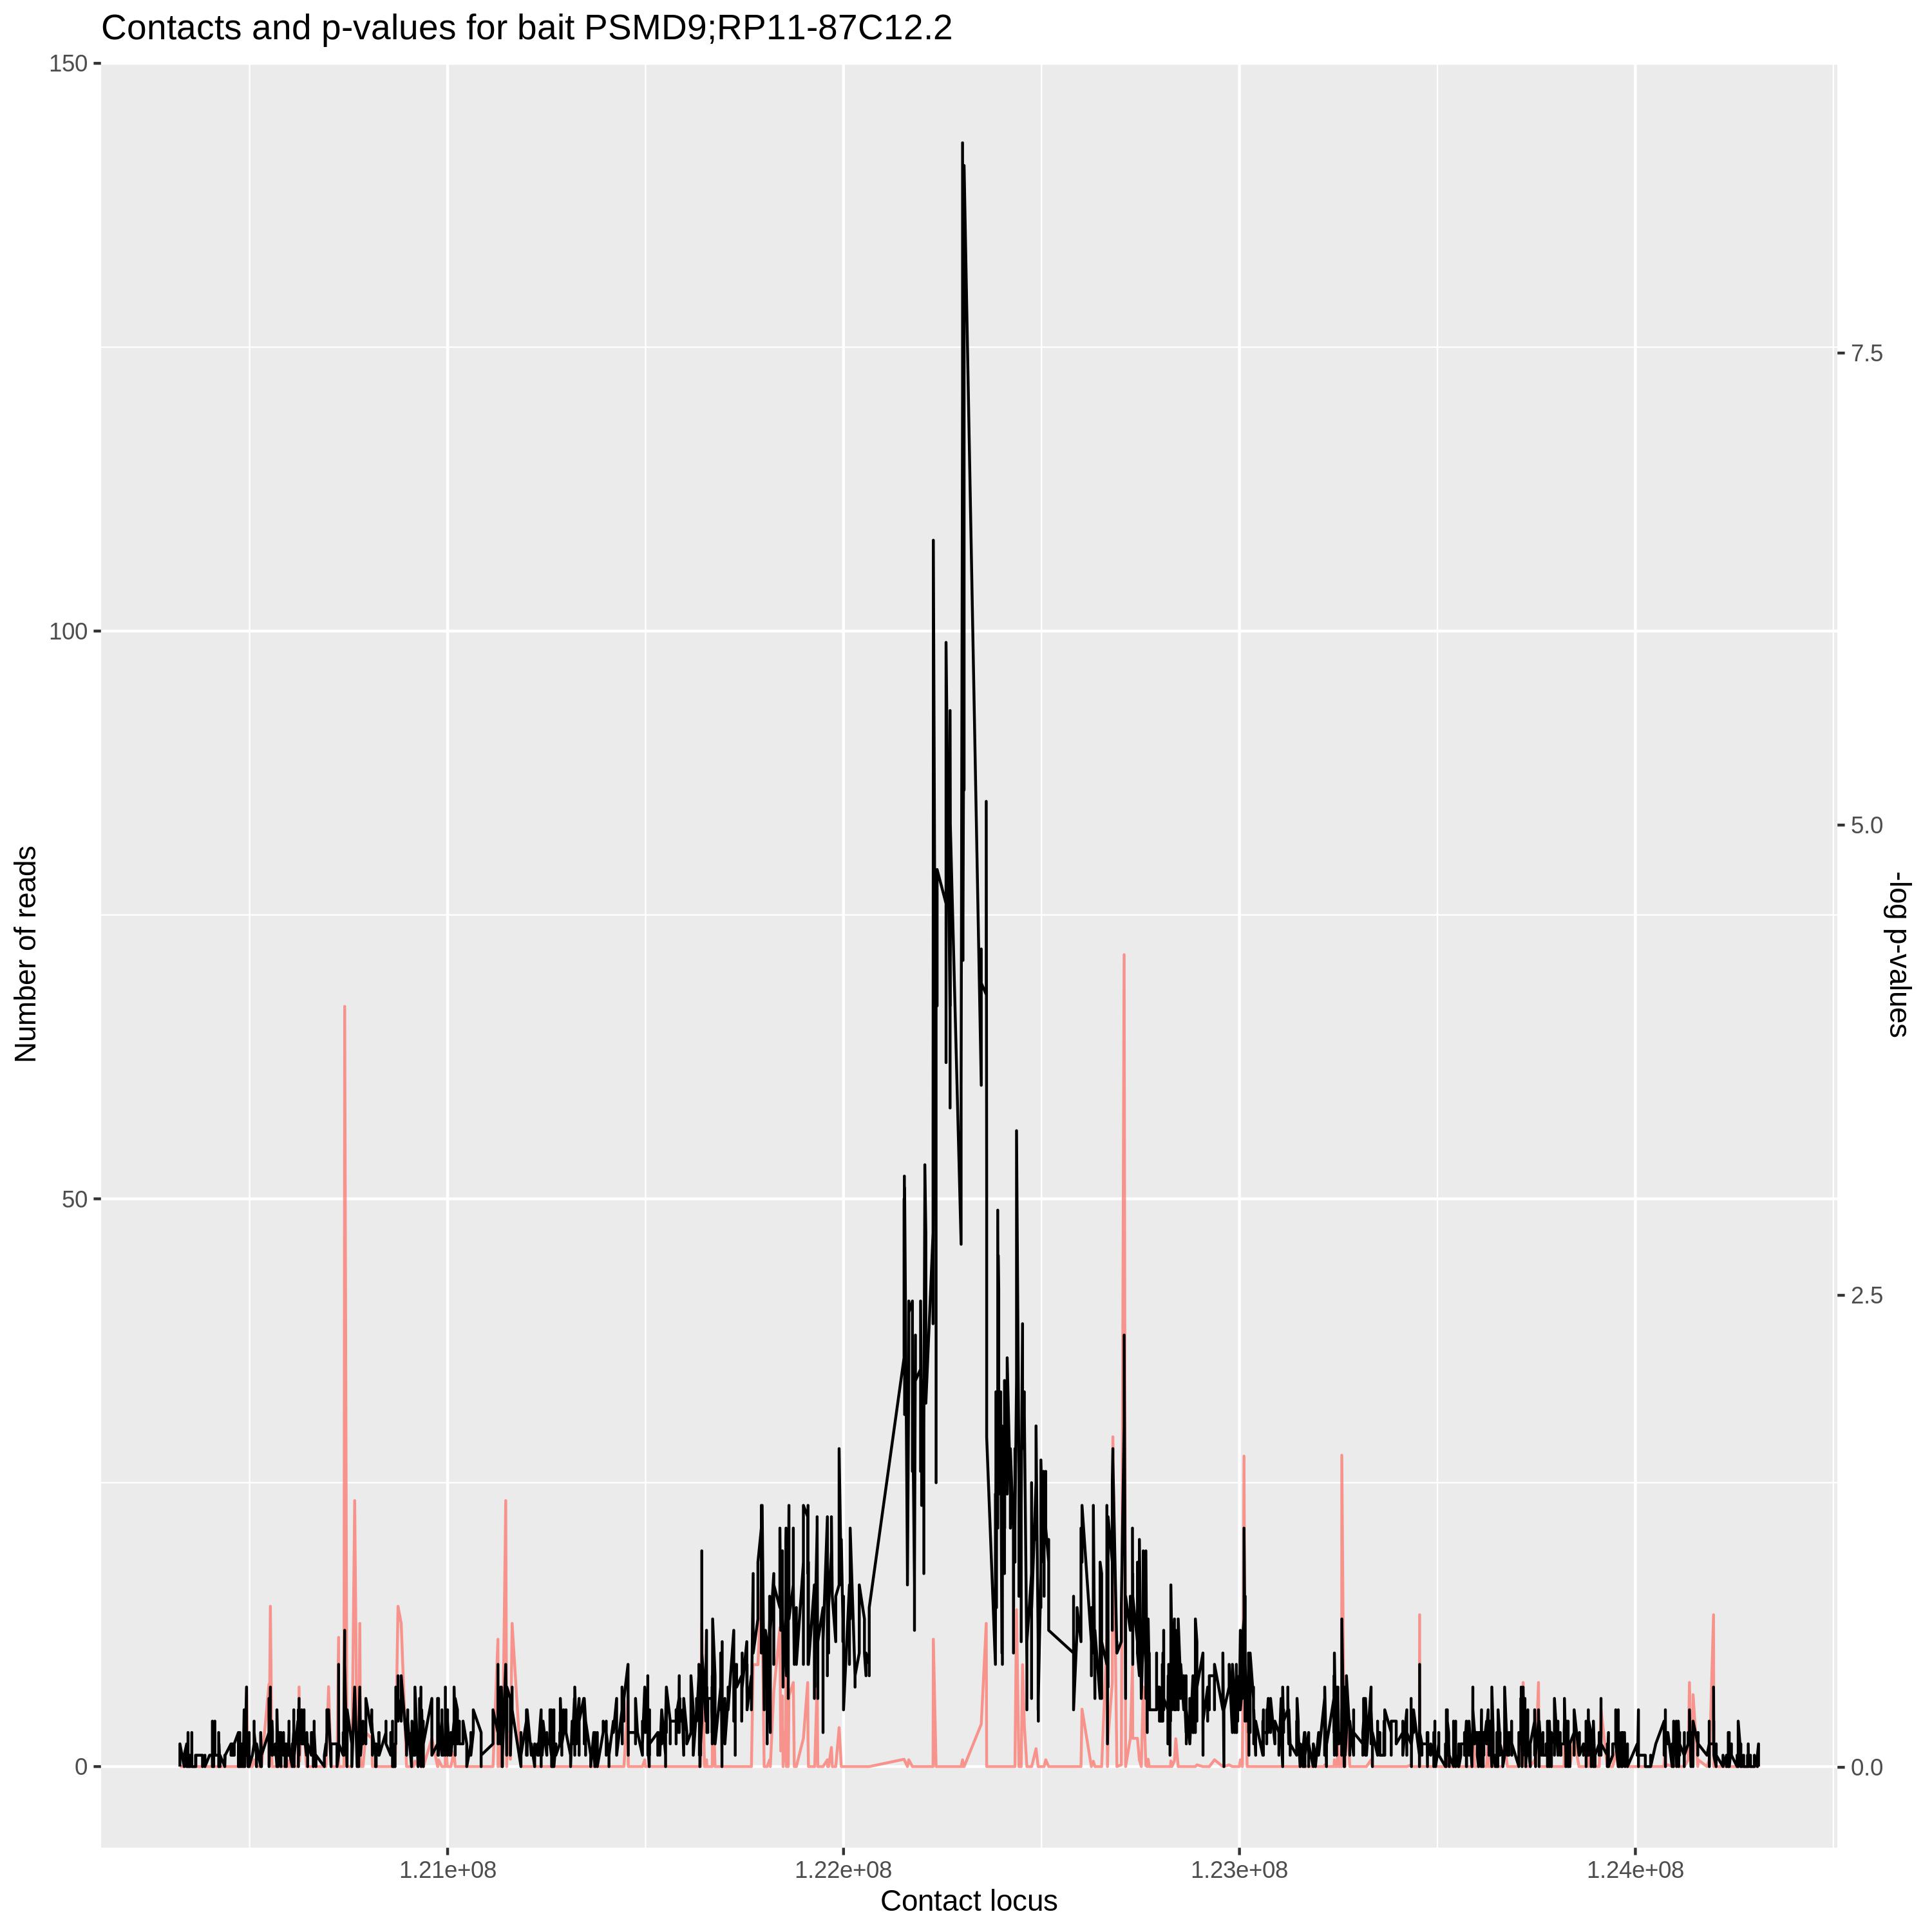 Contacts and p-values for bait PSMD9;RP11-87C12.2
150
100
50
0
Number of reads
7.5
5.0
2.5
0.0
-log p-values
1.21e+08
1.22e+08
1.23e+08
1.24e+08
Contact locus